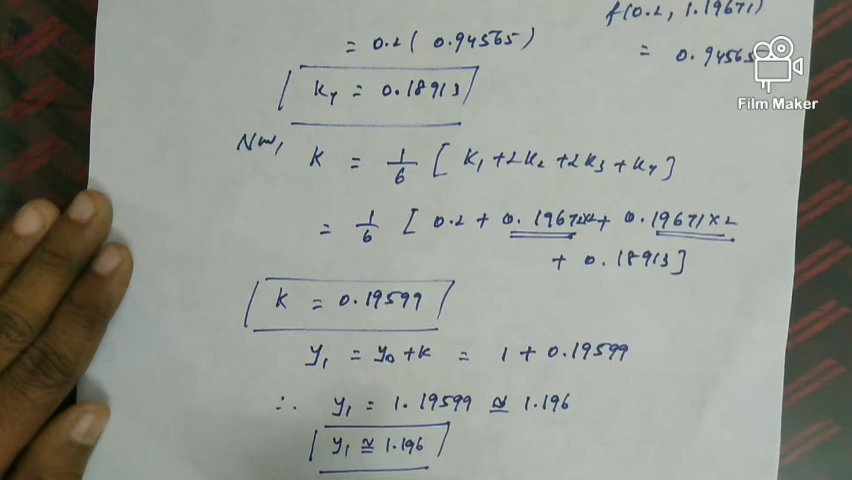 f(0.2, 1.19671)
= 0.2( 0.94565 )
= 0.94565
K4 = 0.18913
Film Maker
Now,
K = 1/6 [ K1 + 2K2 + 2K3 + K4 ]
= 1/6 [ 0.2 + 0.1967×2 + 0.19671×2
+ 0.18913 ]
K = 0.19599
y1 = y0 + K = 1 + 0.19599
∴ y1 = 1.19599 ≅ 1.196
y1 ≅ 1.196